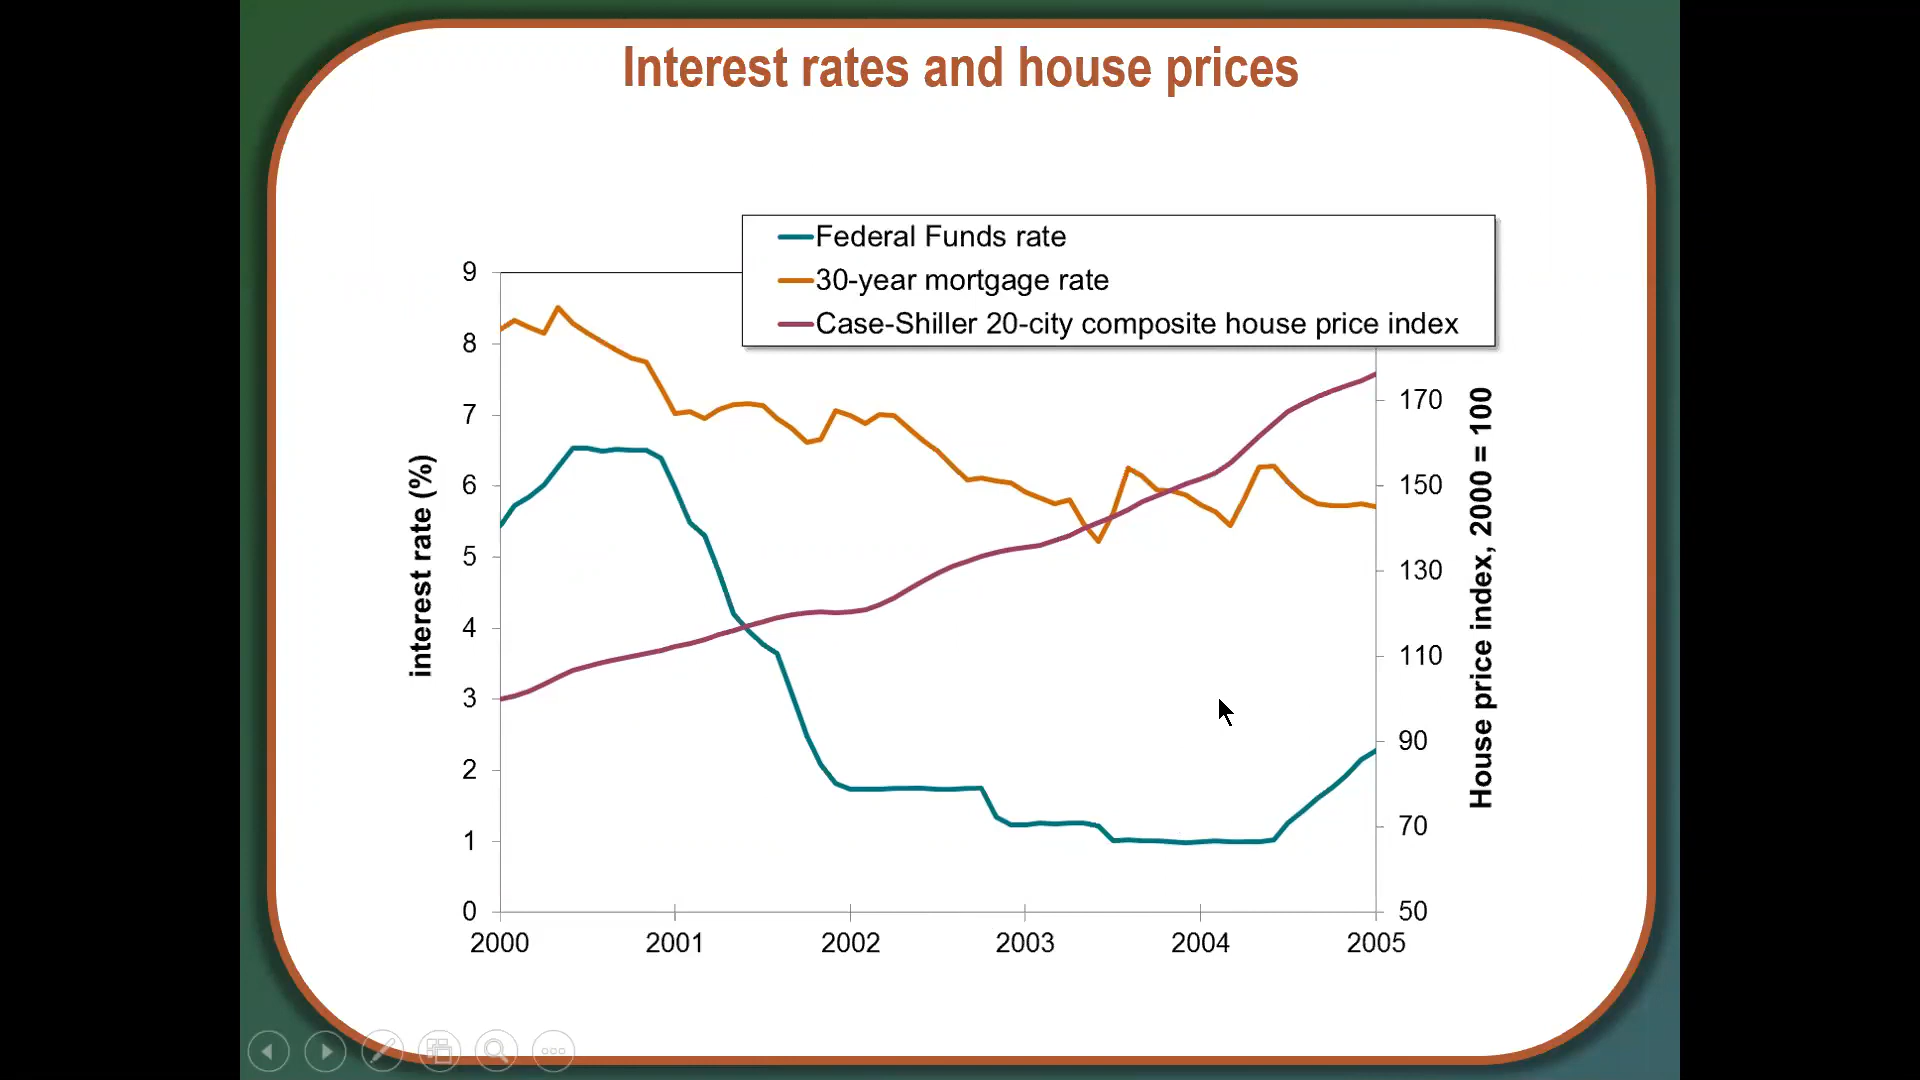 Interest rates and house prices
Federal Funds rate
30-year mortgage rate
Case-Shiller 20-city composite house price index
9
8
7
6
5
4
3
2
1
0
interest rate (%)
170
150
130
110
90
70
50
House price index, 2000 = 100
2000 2001 2002 2003 2004 2005